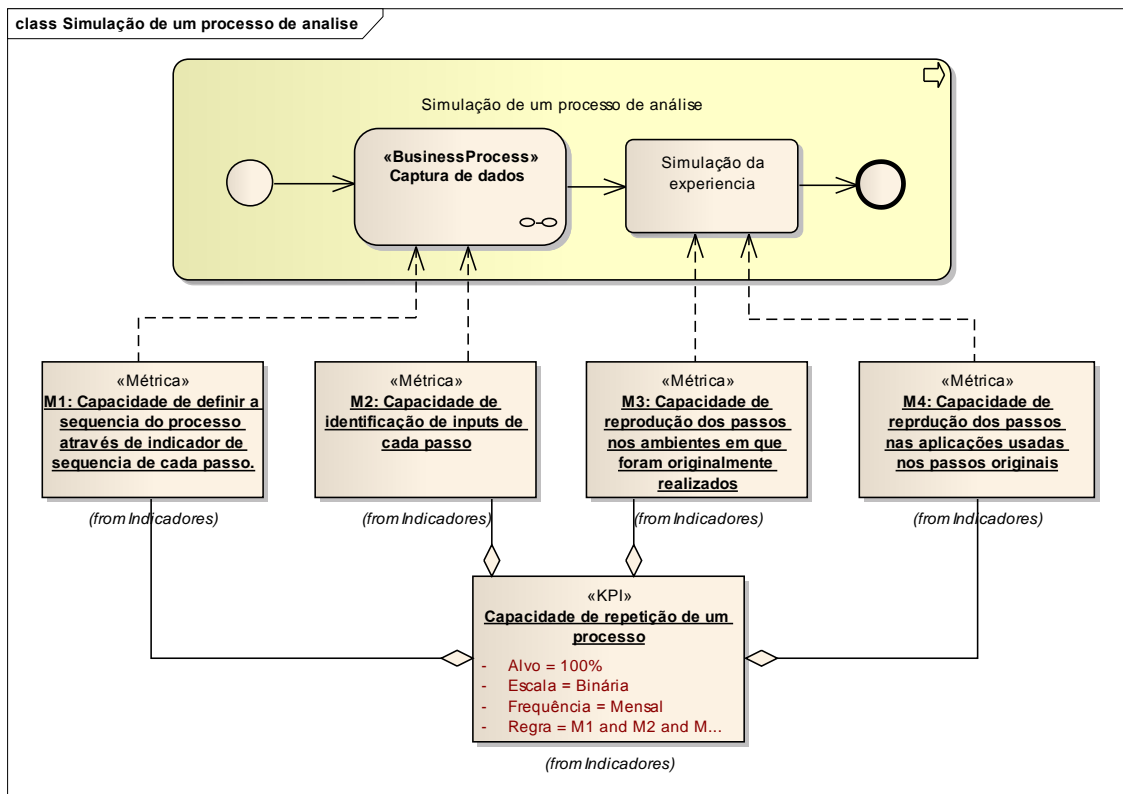 class Simulação de um processo de analise
Simulação de um processo de análise
«BusinessProcess»
Captura de dados
Simulação da
experiencia
«Métrica»
M1: Capacidade de definir a
sequencia do processo
através de indicador de
sequencia de cada passo.
(from Indicadores)
«Métrica»
M2: Capacidade de
identificação de inputs de
cada passo
(from Indicadores)
«Métrica»
M3: Capacidade de
reprodução dos passos
nos ambientes em que
foram originalmente
realizados
(from Indicadores)
«Métrica»
M4: Capacidade de
reprdução dos passos
nas aplicações usadas
nos passos originais
(from Indicadores)
«KPI»
Capacidade de repetição de um
processo
- Alvo = 100%
- Escala = Binária
- Frequência = Mensal
- Regra = M1 and M2 and M...
(from Indicadores)